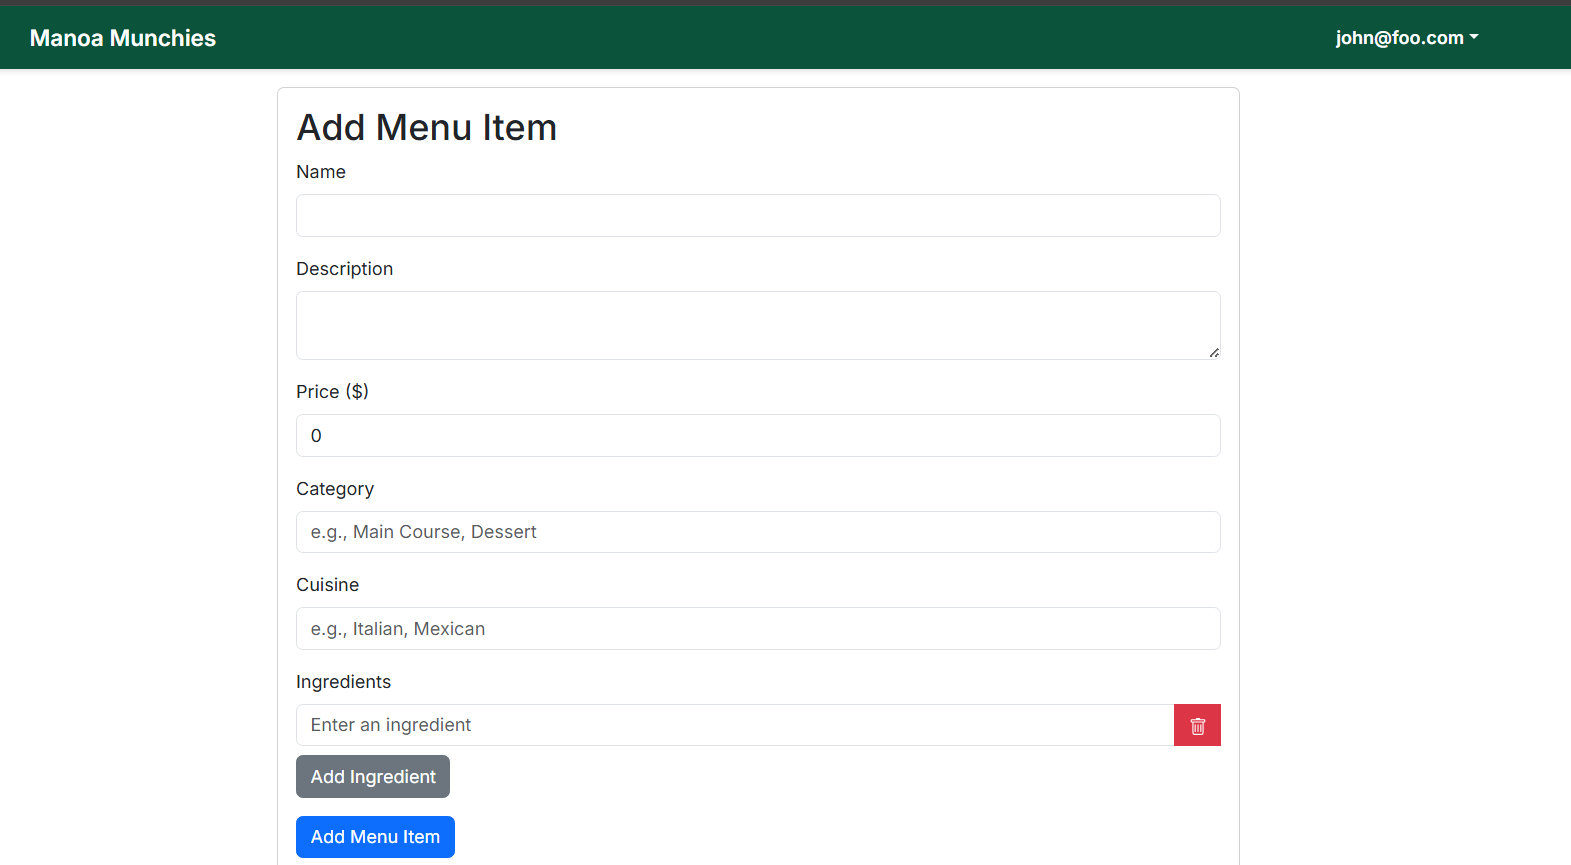 Manoa Munchies
john@foo.com
Add Menu Item
Name
Description
Price ($)
0
Category
e.g., Main Course, Dessert
Cuisine
e.g., Italian, Mexican
Ingredients
Enter an ingredient
Add Ingredient
Add Menu Item